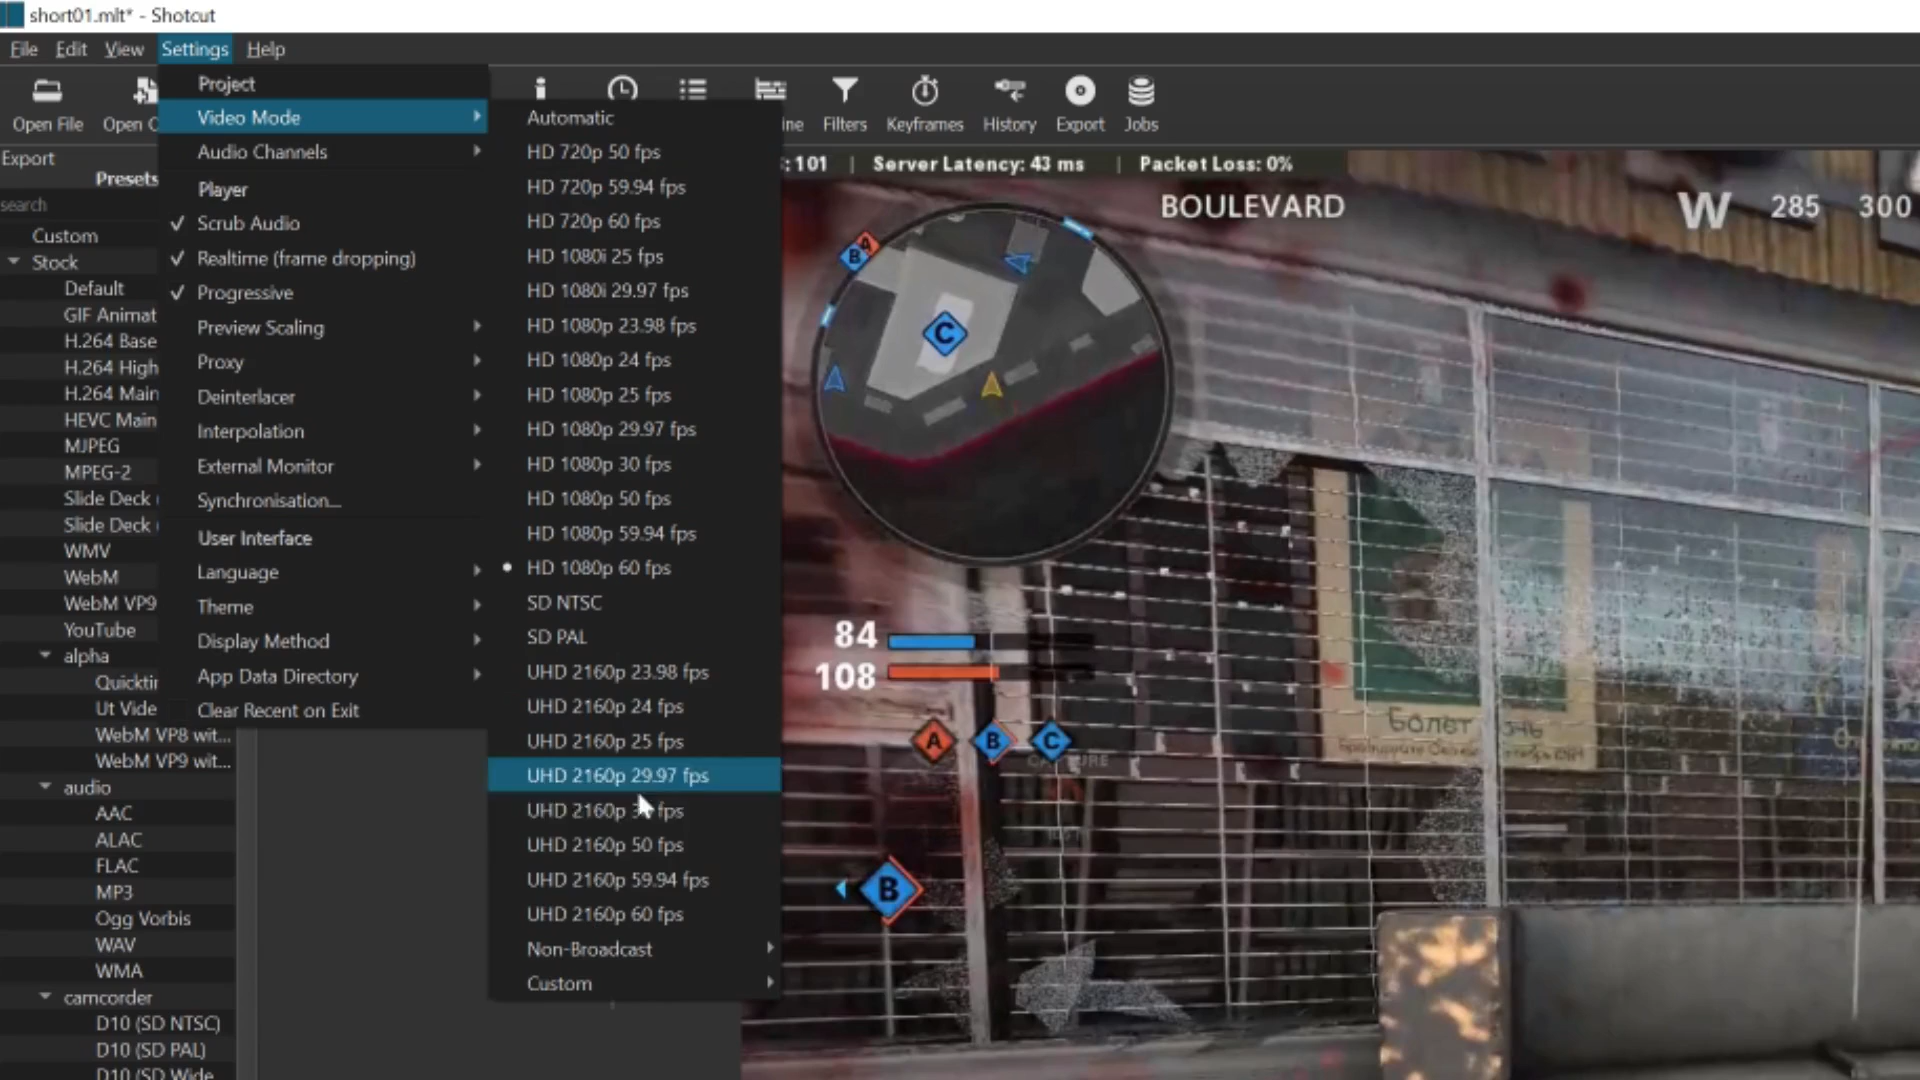 short01.mlt* - Shotcut
File Edit View Settings Help
Open File
Open
Filters
Keyframes
History
Export
Jobs
Export
Presets
search
Custom
Stock
Default
GIF Animat
H.264 Base
H.264 High
H.264 Main
HEVC Main
MJPEG
MPEG-2
Slide Deck
Slide Deck
WMV
WebM
WebM VP9
YouTube
alpha
Ut Vide
WebM VP8 wit...
WebM VP9 wit...
audio
AAC
ALAC
FLAC
MP3
Ogg Vorbis
WAV
WMA
camcorder
D10 (SD NTSC)
D10 (SD PAL)
D10 (SD Wide
Project
Video Mode
Audio Channels
Player
Scrub Audio
Realtime (frame dropping)
Progressive
Preview Scaling
Proxy
Deinterlacer
Interpolation
External Monitor
Synchronisation...
User Interface
Language
Theme
Display Method
App Data Directory
Clear Recent on Exit
Automatic
HD 720p 50 fps
HD 720p 59.94 fps
HD 720p 60 fps
HD 1080i 25 fps
HD 1080i 29.97 fps
HD 1080p 23.98 fps
HD 1080p 24 fps
HD 1080p 25 fps
HD 1080p 29.97 fps
HD 1080p 30 fps
HD 1080p 50 fps
HD 1080p 59.94 fps
HD 1080p 60 fps
SD NTSC
SD PAL
UHD 2160p 23.98 fps
UHD 2160p 24 fps
UHD 2160p 25 fps
UHD 2160p 29.97 fps
UHD 2160p fps
UHD 2160p 50 fps
UHD 2160p 59.94 fps
UHD 2160p 60 fps
Non-Broadcast
Custom
: 101 | Server Latency: 43 ms | Packet Loss: 0%
BOULEVARD
W 285 300
A
B
C
84
108
A B C
B